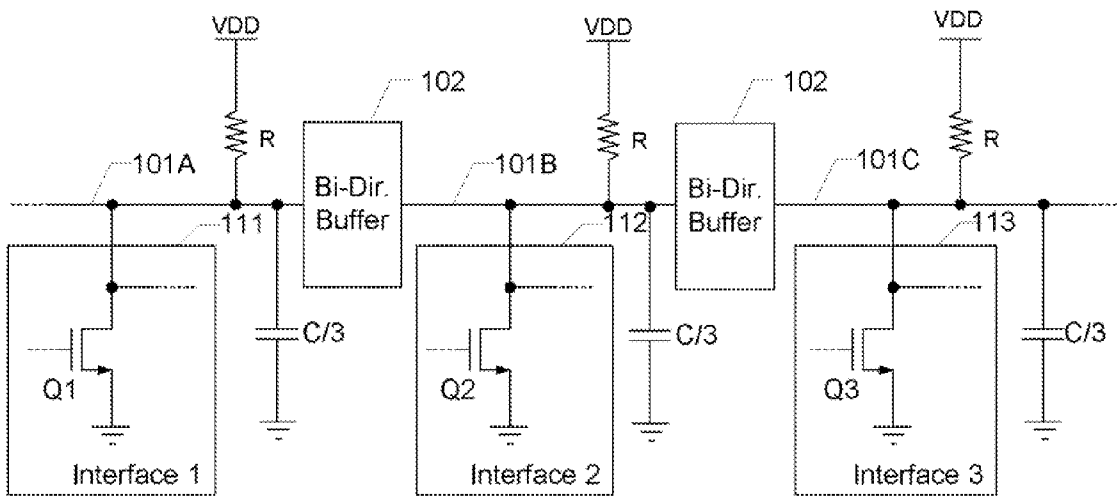 VDD
VDD
VDD
102
102
R
R
R
101A
101B
101C
Bi-Dir.
Buffer
Bi-Dir.
Buffer
111
112
113
C/3
C/3
C/3
Q1
Q2
Q3
Interface 1
Interface 2
Interface 3